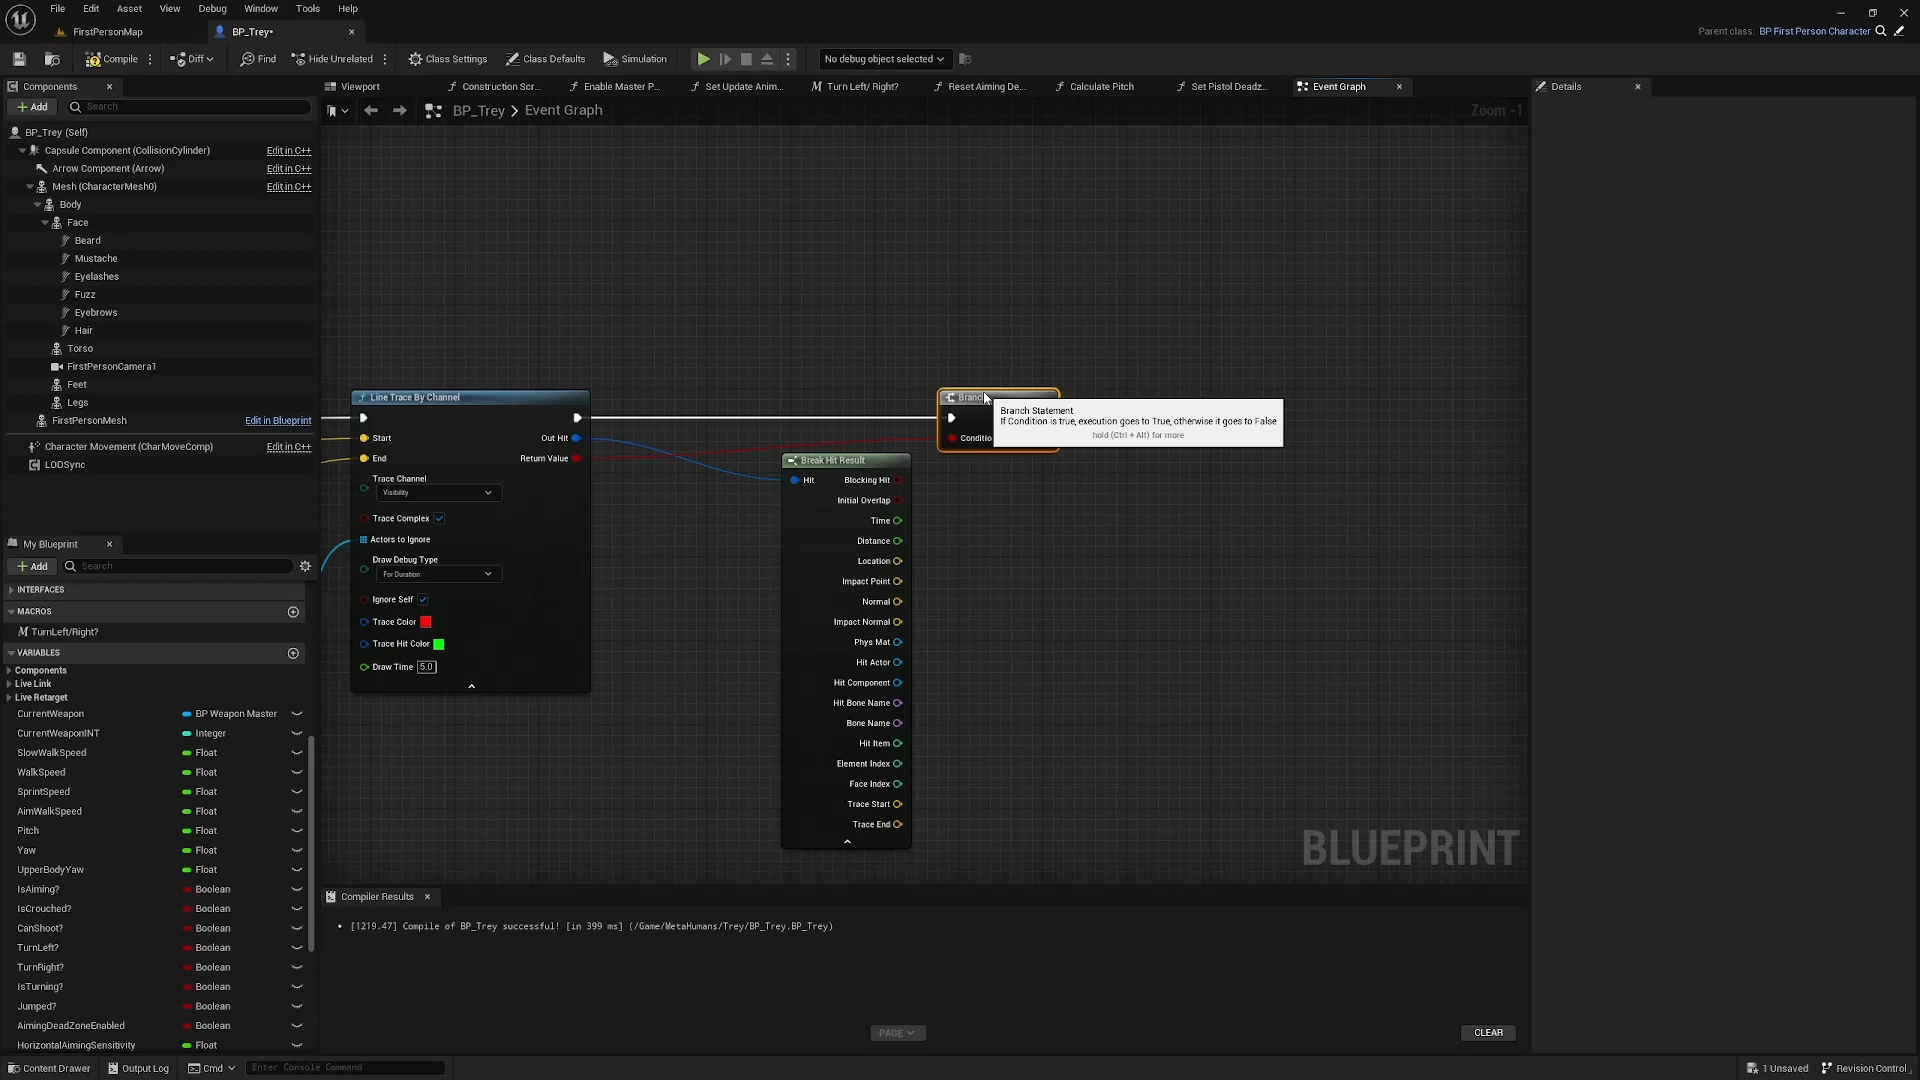 File Edit Asset View Debug Window Tools Help
FirstPersonMap
BP_Trey•
Parent class: BP First Person Character
Compile
Diff
Find
Hide Unrelated
Class Settings
Class Defaults
Simulation
No debug object selected
Components
Viewport
Construction Scr...
Enable Master P...
Set Update Anim...
Turn Left/ Right?
Reset Aiming De...
Calculate Pitch
Set Pistol Deadz...
Event Graph
Details
+ Add
Search
BP_Trey > Event Graph
Zoom -1
BP_Trey (Self)
Capsule Component (CollisionCylinder) Edit in C++
Arrow Component (Arrow) Edit in C++
Mesh (CharacterMesh0) Edit in C++
Body
Face
Beard
Mustache
Eyelashes
Fuzz
Eyebrows
Hair
Torso
FirstPersonCamera1
Feet
Legs
FirstPersonMesh Edit in Blueprint
Character Movement (CharMoveComp) Edit in C++
LODSync
My Blueprint
+ Add
Search
INTERFACES
MACROS
TurnLeft/Right?
VARIABLES
Components
Live Link
Live Retarget
CurrentWeapon BP Weapon Master
CurrentWeaponINT Integer
SlowWalkSpeed Float
WalkSpeed Float
SprintSpeed Float
AimWalkSpeed Float
Pitch Float
Yaw Float
UpperBodyYaw Float
IsAiming? Boolean
IsCrouched? Boolean
CanShoot? Boolean
TurnLeft? Boolean
TurnRight? Boolean
IsTurning? Boolean
Jumped? Boolean
AimingDeadZoneEnabled Boolean
HorizontalAimingSensitivity Float
Line Trace By Channel
Start Out Hit
End Return Value
Trace Channel
Visibility
Trace Complex
Actors to Ignore
Draw Debug Type
For Duration
Ignore Self
Trace Color
Trace Hit Color
Draw Time 5.0
Break Hit Result
Hit Blocking Hit
Initial Overlap
Time
Distance
Location
Impact Point
Normal
Impact Normal
Phys Mat
Hit Actor
Hit Component
Hit Bone Name
Bone Name
Hit Item
Element Index
Face Index
Trace Start
Trace End
Branc
Conditio
Branch Statement
If Condition is true, execution goes to True, otherwise it goes to False
hold (Ctrl + Alt) for more
BLUEPRINT
Compiler Results
• [1219.47] Compile of BP_Trey successful! [in 399 ms] (/Game/MetaHumans/Trey/BP_Trey.BP_Trey)
PAGE
CLEAR
Content Drawer
Output Log
Cmd
Enter Console Command
1 Unsaved
Revision Control